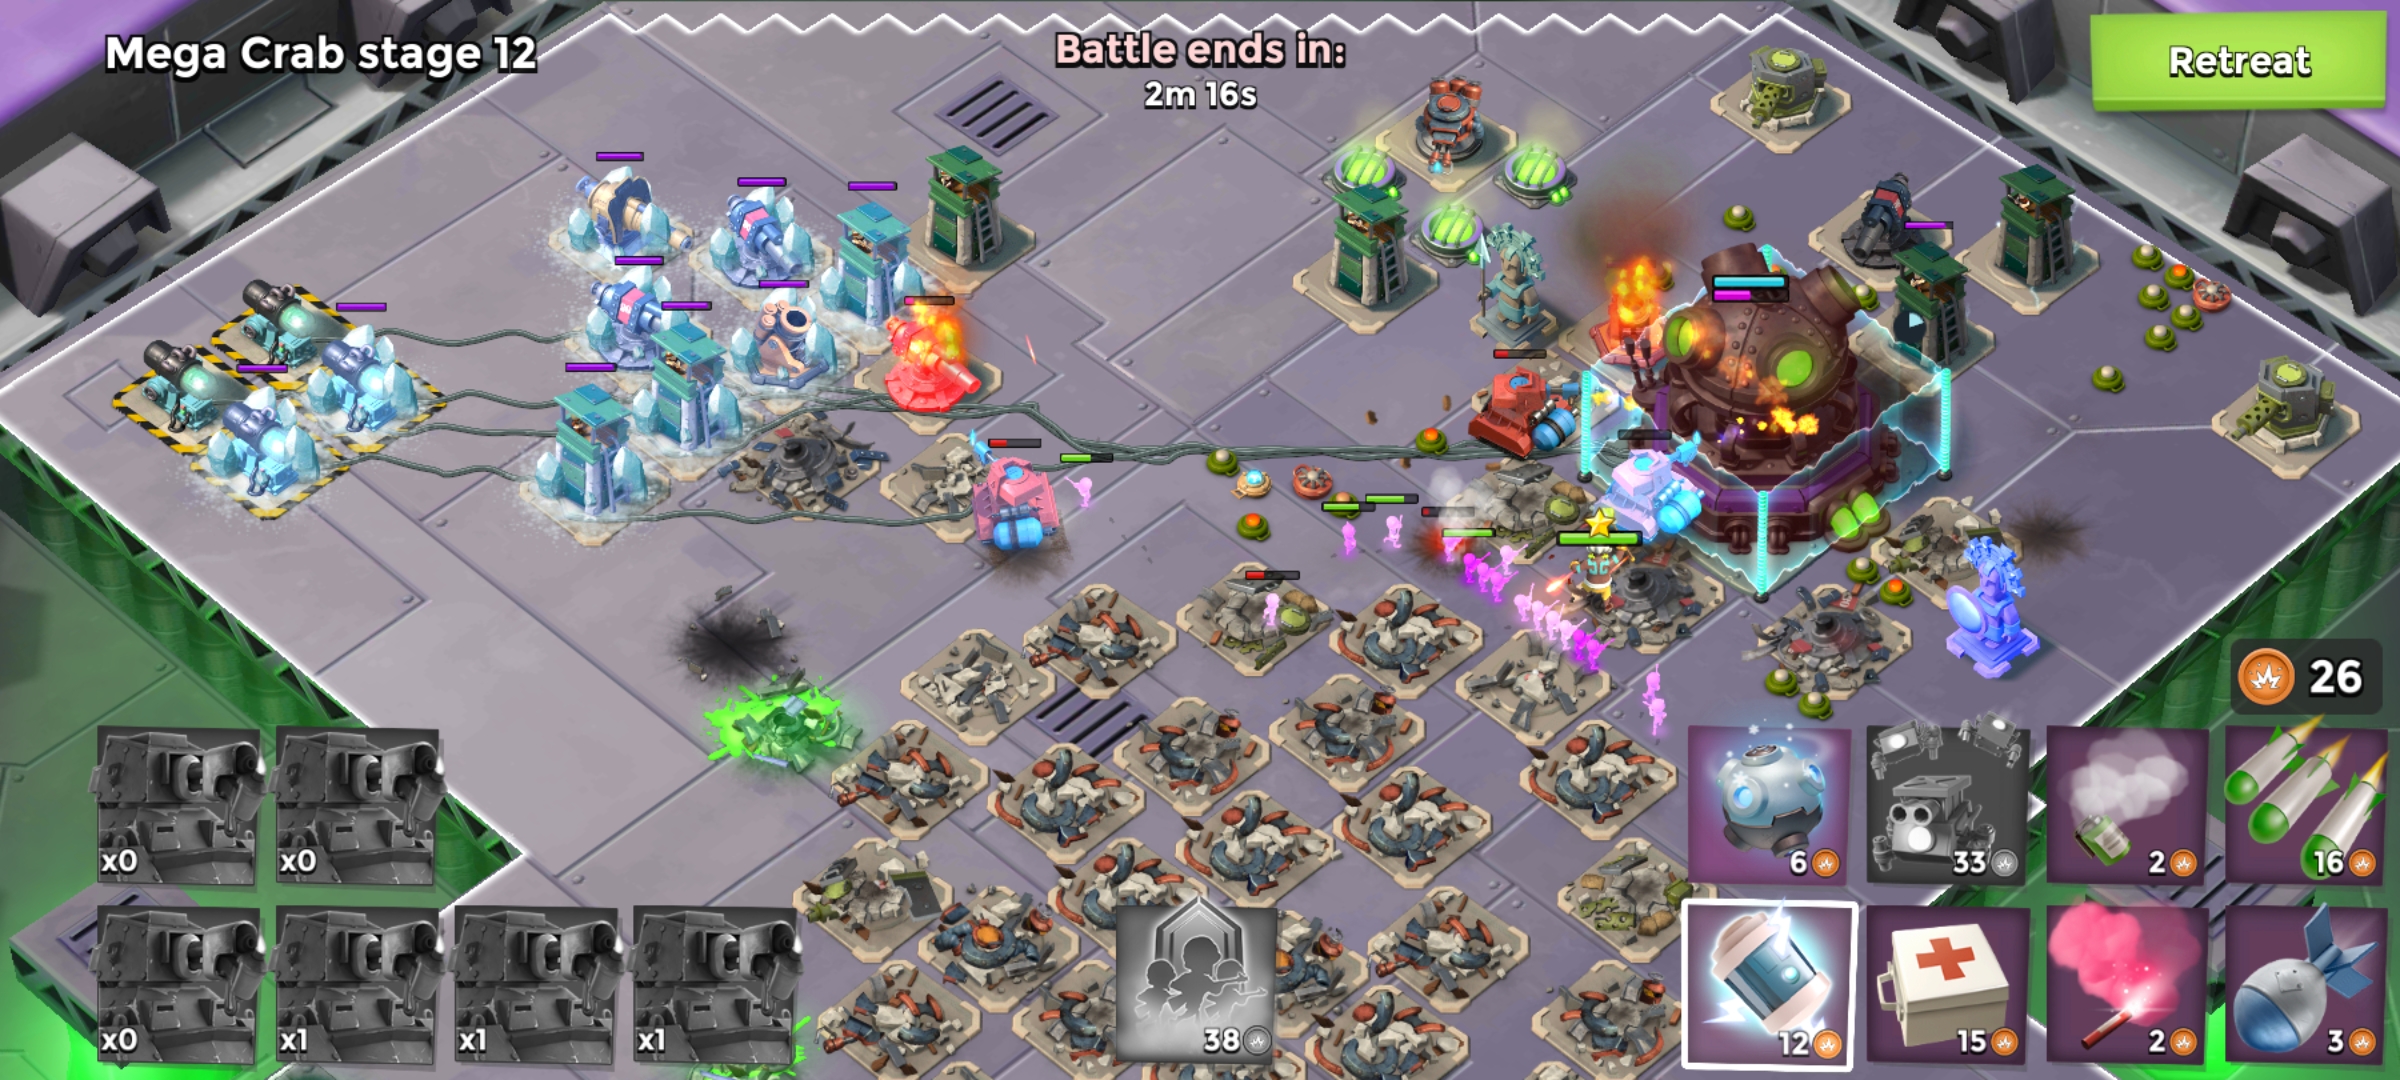 Mega Crab stage 12
Battle ends in:
2m 16s
Retreat
26
x0
x0
6
33
2
16
x0
x1
x1
x1
38
12
15
2
3